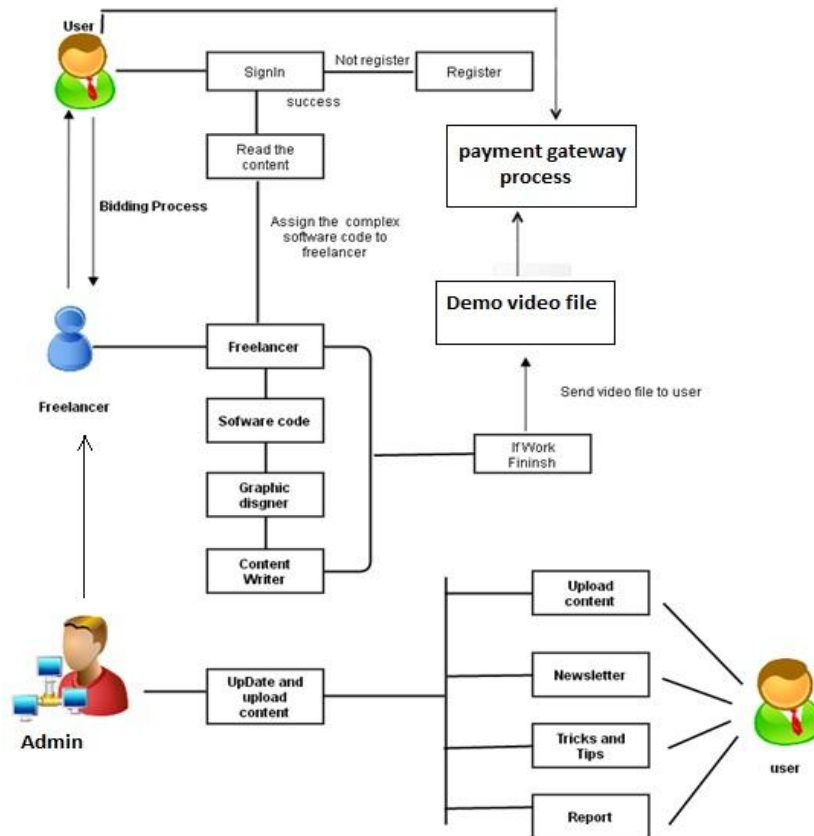 User
SignIn
Not register
Register
success
Read the
content
payment gateway
process
Bidding Process
Assign the complex
software code to
freelancer
Demo video file
Freelancer
Freelancer
Send video file to user
Sofware code
If Work
Fininsh
Graphic
disgner
Content
Writer
Upload
content
UpDate and
upload
content
Newsletter
Admin
Tricks and
Tips
user
Report